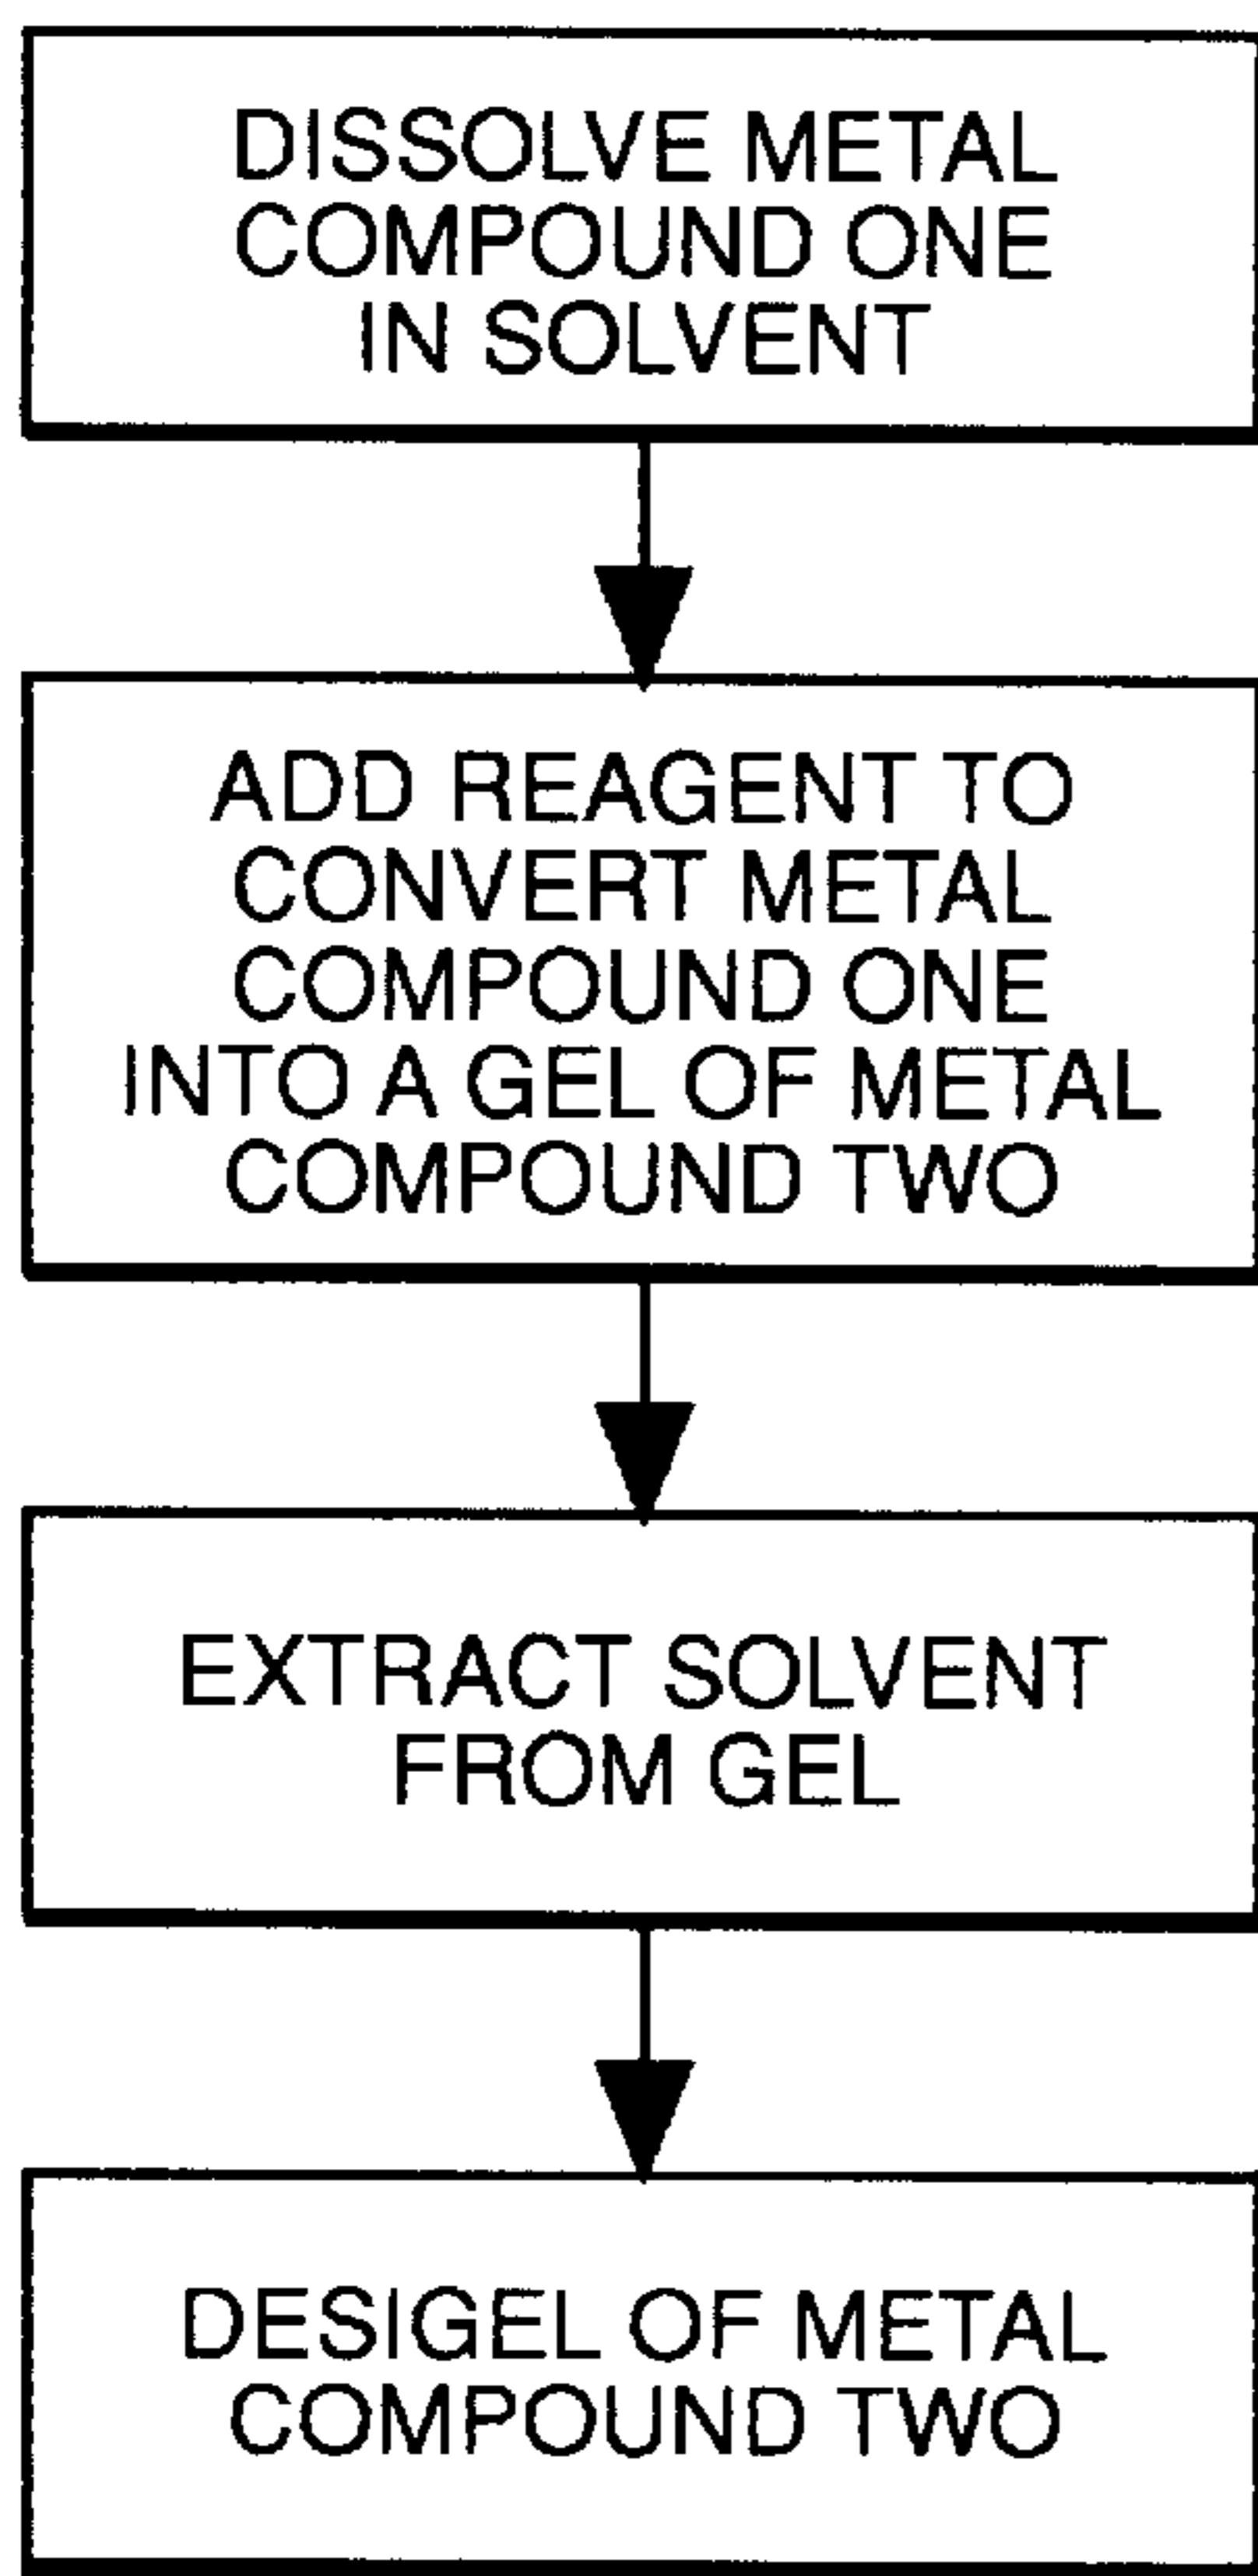 DISSOLVE METAL
COMPOUND ONE
IN SOLVENT
ADD REAGENT TO
CONVERT METAL
COMPOUND ONE
INTO A GEL OF METAL
COMPOUND TWO
EXTRACT SOLVENT
FROM GEL
DESIGEL OF METAL
COMPOUND TWO